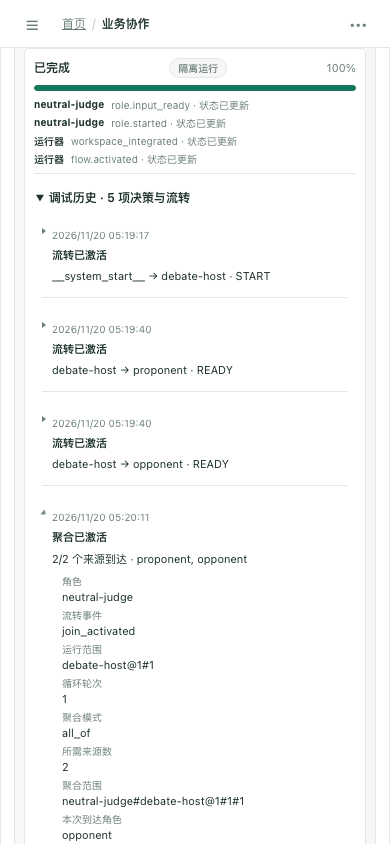 首页 / 业务协作
已完成 隔离运行 100%
neutral-judge role.input_ready · 状态已更新
neutral-judge role.started · 状态已更新
运行器 workspace_integrated · 状态已更新
运行器 flow.activated · 状态已更新
调试历史 · 5 项决策与流转
2026/11/20 05:19:17
流转已激活
__system_start__ → debate-host · START
2026/11/20 05:19:40
流转已激活
debate-host → proponent · READY
2026/11/20 05:19:40
流转已激活
debate-host → opponent · READY
2026/11/20 05:20:11
聚合已激活
2/2 个来源到达 · proponent, opponent
角色
neutral-judge
流转事件
join_activated
运行范围
debate-host@1#1
循环轮次
1
聚合模式
all_of
所需来源数
2
聚合范围
neutral-judge#debate-host@1#1#1
本次到达角色
opponent